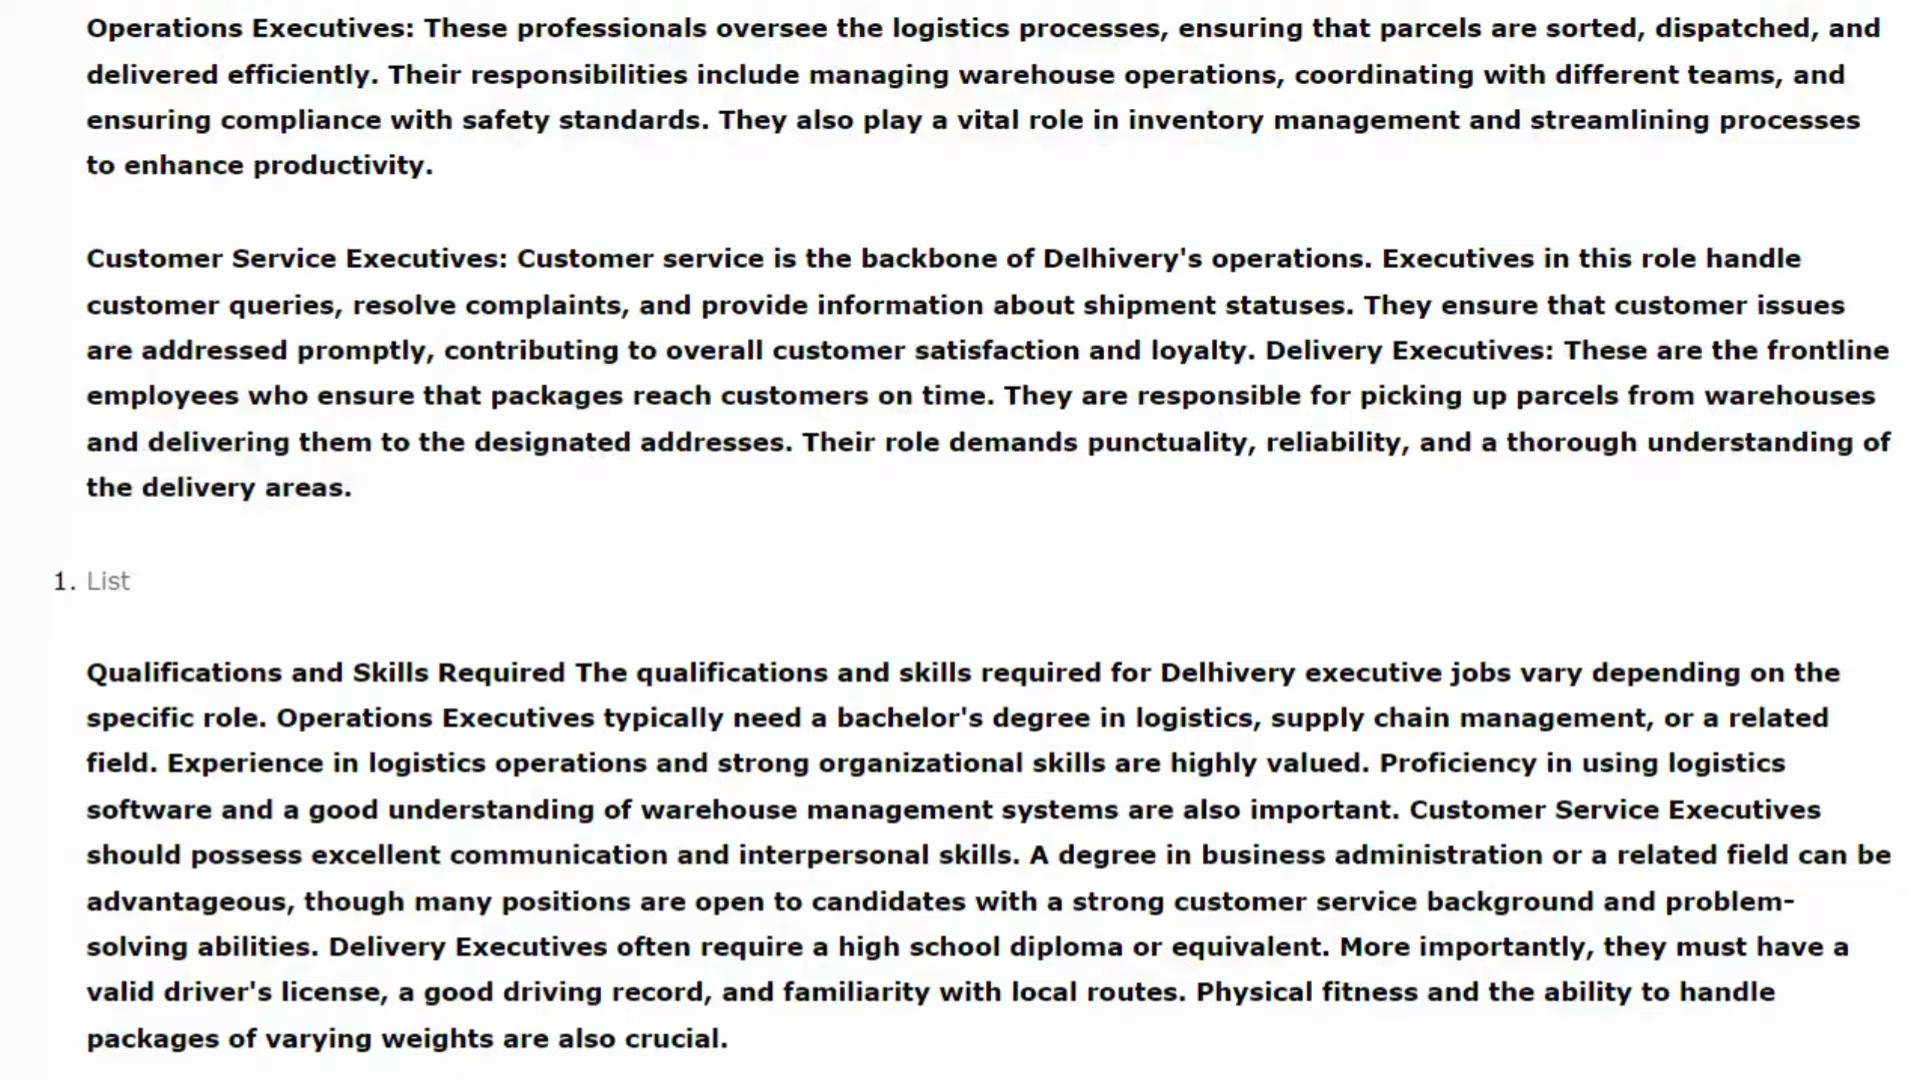 Operations Executives: These professionals oversee the logistics processes, ensuring that parcels are sorted, dispatched, and
delivered efficiently. Their responsibilities include managing warehouse operations, coordinating with different teams, and
ensuring compliance with safety standards. They also play a vital role in inventory management and streamlining processes
to enhance productivity.
Customer Service Executives: Customer service is the backbone of Delhivery's operations. Executives in this role handle
customer queries, resolve complaints, and provide information about shipment statuses. They ensure that customer issues
are addressed promptly, contributing to overall customer satisfaction and loyalty. Delivery Executives: These are the frontline
employees who ensure that packages reach customers on time. They are responsible for picking up parcels from warehouses
and delivering them to the designated addresses. Their role demands punctuality, reliability, and a thorough understanding of
the delivery areas.
1. List
Qualifications and Skills Required The qualifications and skills required for Delhivery executive jobs vary depending on the
specific role. Operations Executives typically need a bachelor's degree in logistics, supply chain management, or a related
field. Experience in logistics operations and strong organizational skills are highly valued. Proficiency in using logistics
software and a good understanding of warehouse management systems are also important. Customer Service Executives
should possess excellent communication and interpersonal skills. A degree in business administration or a related field can be
advantageous, though many positions are open to candidates with a strong customer service background and problem-
solving abilities. Delivery Executives often require a high school diploma or equivalent. More importantly, they must have a
valid driver's license, a good driving record, and familiarity with local routes. Physical fitness and the ability to handle
packages of varying weights are also crucial.